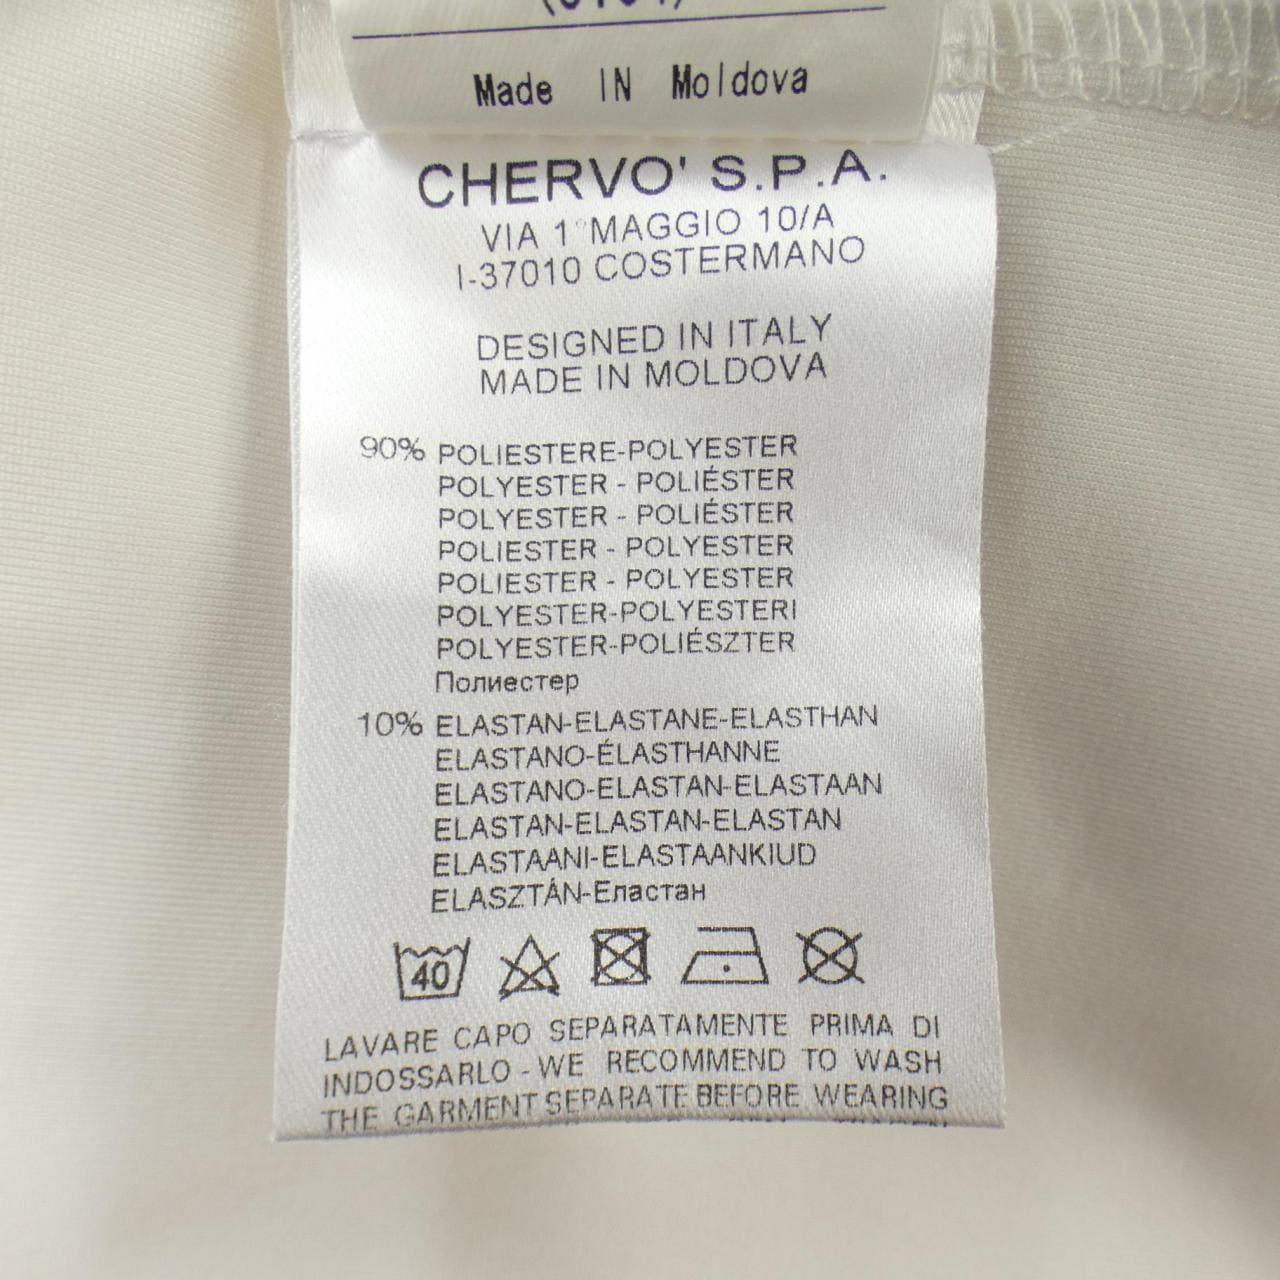 Made IN Moldova
CHERVO' S.P.A.
VIA 1° MAGGIO 10/A
I-37010 COSTERMANO
DESIGNED IN ITALY
MADE IN MOLDOVA
90% POLIESTERE-POLYESTER
POLYESTER - POLIÉSTER
POLYESTER - POLIÉSTER
POLIESTER - POLYESTER
POLIESTER - POLYESTER
POLYESTER-POLYESTERI
POLYESTER-POLIÉSZTER
Полиестер
10% ELASTAN-ELASTANE-ELASTHAN
ELASTANO-ÉLASTHANNE
ELASTANO-ELASTAN-ELASTAAN
ELASTAN-ELASTAN-ELASTAN
ELASTAANI-ELASTAANKIUD
ELASZTÁN-Еластан
40
LAVARE CAPO SEPARATAMENTE PRIMA DI
INDOSSARLO - WE RECOMMEND TO WASH
THE GARMENT SEPARATE BEFORE WEARING